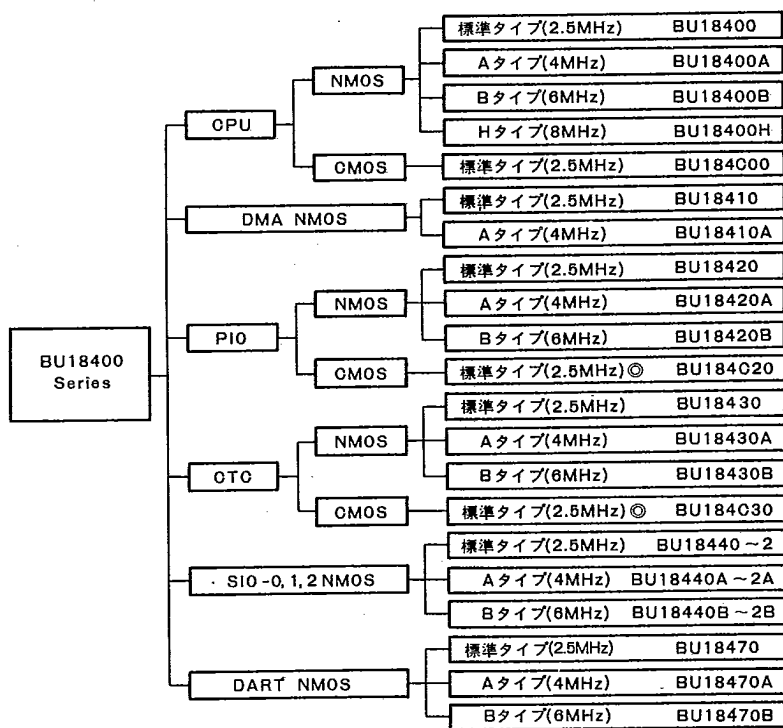 BU18400
Series
CPU
NMOS
標準タイプ(2.5MHz) BU18400
Aタイプ(4MHz) BU18400A
Bタイプ(6MHz) BU18400B
Hタイプ(8MHz) BU18400H
CMOS
標準タイプ(2.5MHz) BU184C00
DMA NMOS
標準タイプ(2.5MHz) BU18410
Aタイプ(4MHz) BU18410A
PIO
NMOS
標準タイプ(2.5MHz) BU18420
Aタイプ(4MHz) BU18420A
Bタイプ(6MHz) BU18420B
CMOS
標準タイプ(2.5MHz)◎ BU184C20
CTC
NMOS
標準タイプ(2.5MHz) BU18430
Aタイプ(4MHz) BU18430A
Bタイプ(6MHz) BU18430B
CMOS
標準タイプ(2.5MHz)◎ BU184C30
SIO-0,1,2 NMOS
標準タイプ(2.5MHz) BU18440~2
Aタイプ(4MHz) BU18440A~2A
Bタイプ(6MHz) BU18440B~2B
DART NMOS
標準タイプ(2.5MHz) BU18470
Aタイプ(4MHz) BU18470A
Bタイプ(6MHz) BU18470B